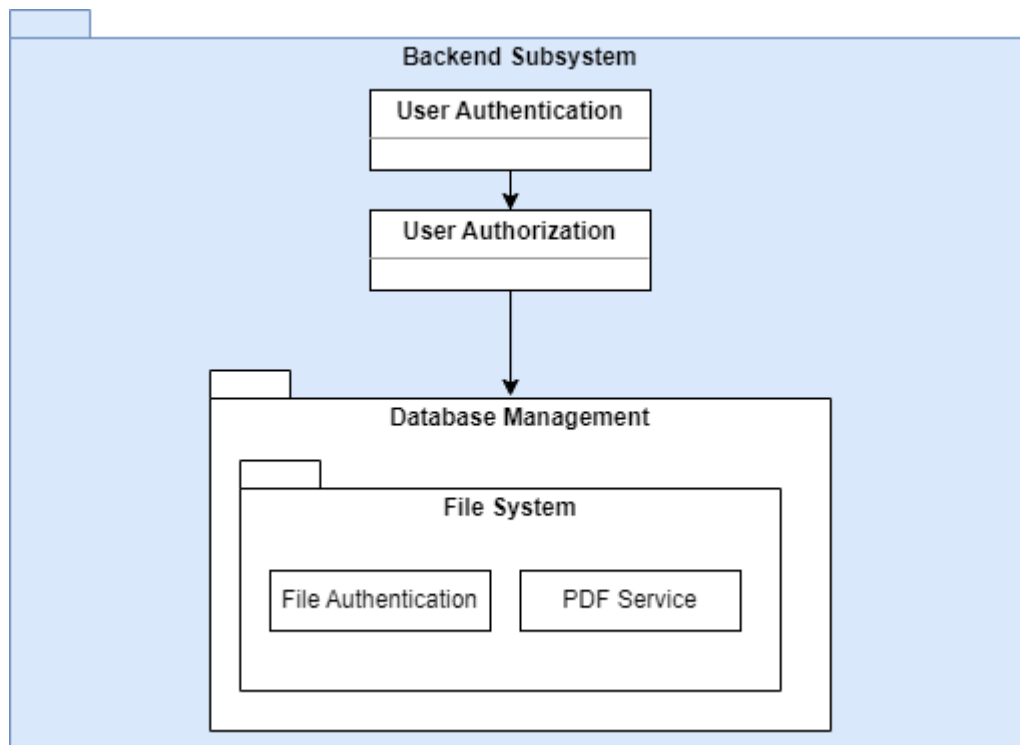 Backend Subsystem
User Authentication
User Authorization
Database Management
File System
File Authentication
PDF Service